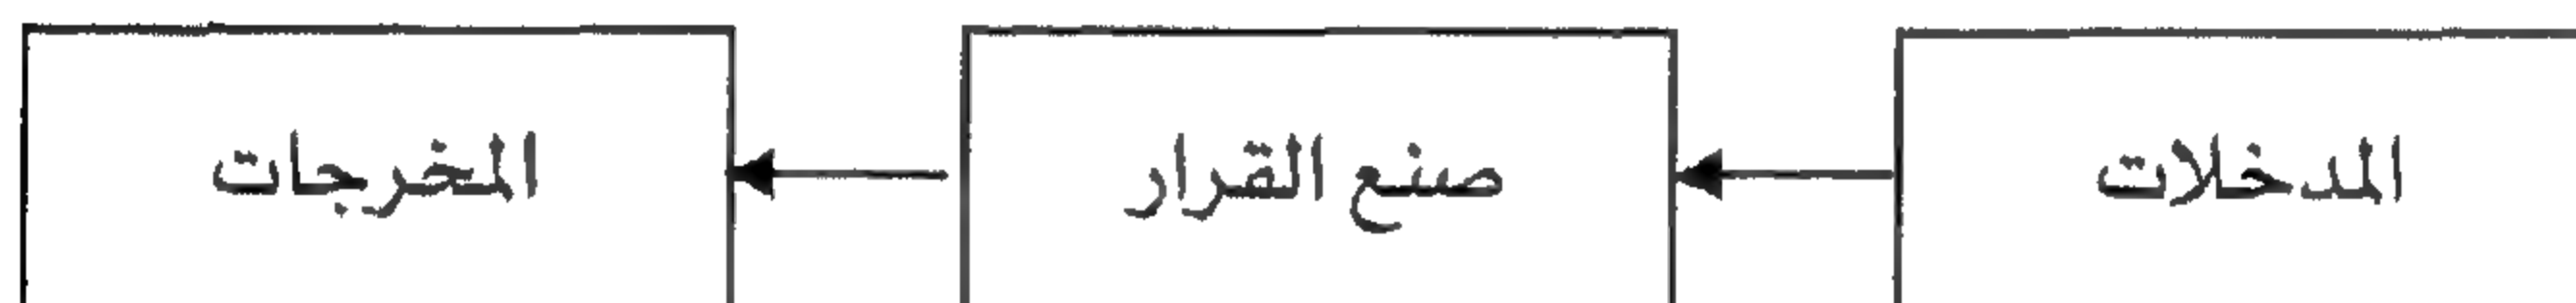 المدخلات
صنع القرار
المخرجات